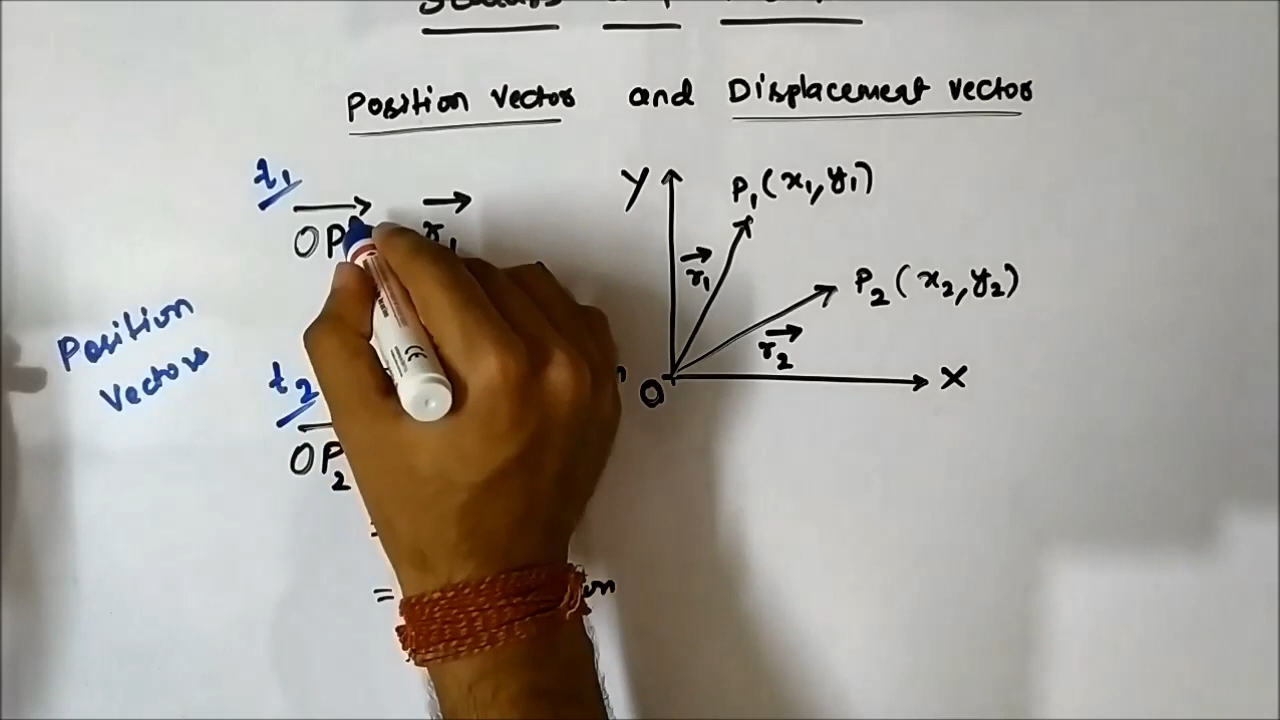 Position Vector and Displacement vector
t₁
OP r₁
Position
Vectors
t₂
OP₂
=
Y
P₁(x₁,y₁)
r₁
P₂(x₂,y₂)
r₂
O
X